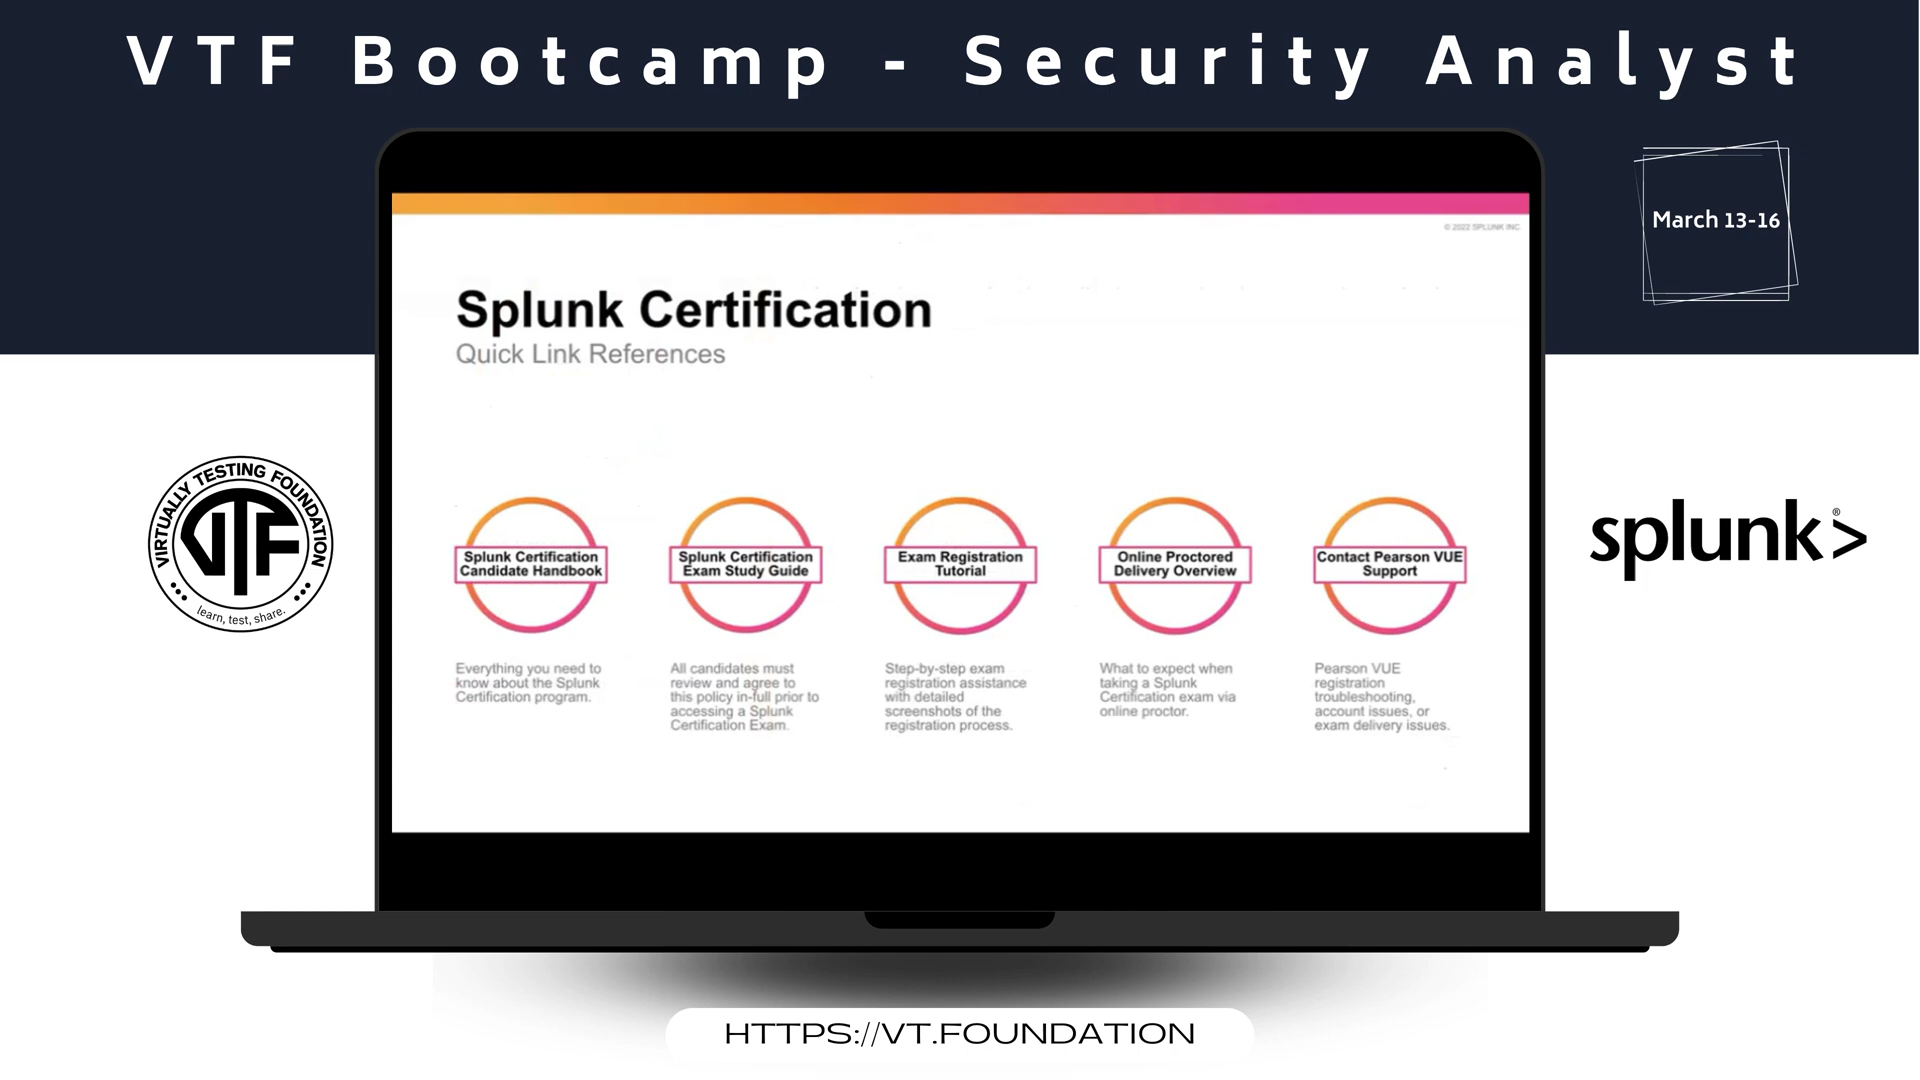 VTF Bootcamp - Security Analyst
March 13-16
© 2022 SPLUNK INC.
Splunk Certification
Quick Link References
VIRTUALLY TESTING FOUNDATION
VTF
learn, test, share.
splunk>®
Splunk Certification
Candidate Handbook
Everything you need to
know about the Splunk
Certification program.
Splunk Certification
Exam Study Guide
All candidates must
review and agree to
this policy in-full prior to
accessing a Splunk
Certification Exam.
Exam Registration
Tutorial
Step-by-step exam
registration assistance
with detailed
screenshots of the
registration process.
Online Proctored
Delivery Overview
What to expect when
taking a Splunk
Certification exam via
online proctor.
Contact Pearson VUE
Support
Pearson VUE
registration
troubleshooting,
account issues, or
exam delivery issues.
HTTPS://VT.FOUNDATION